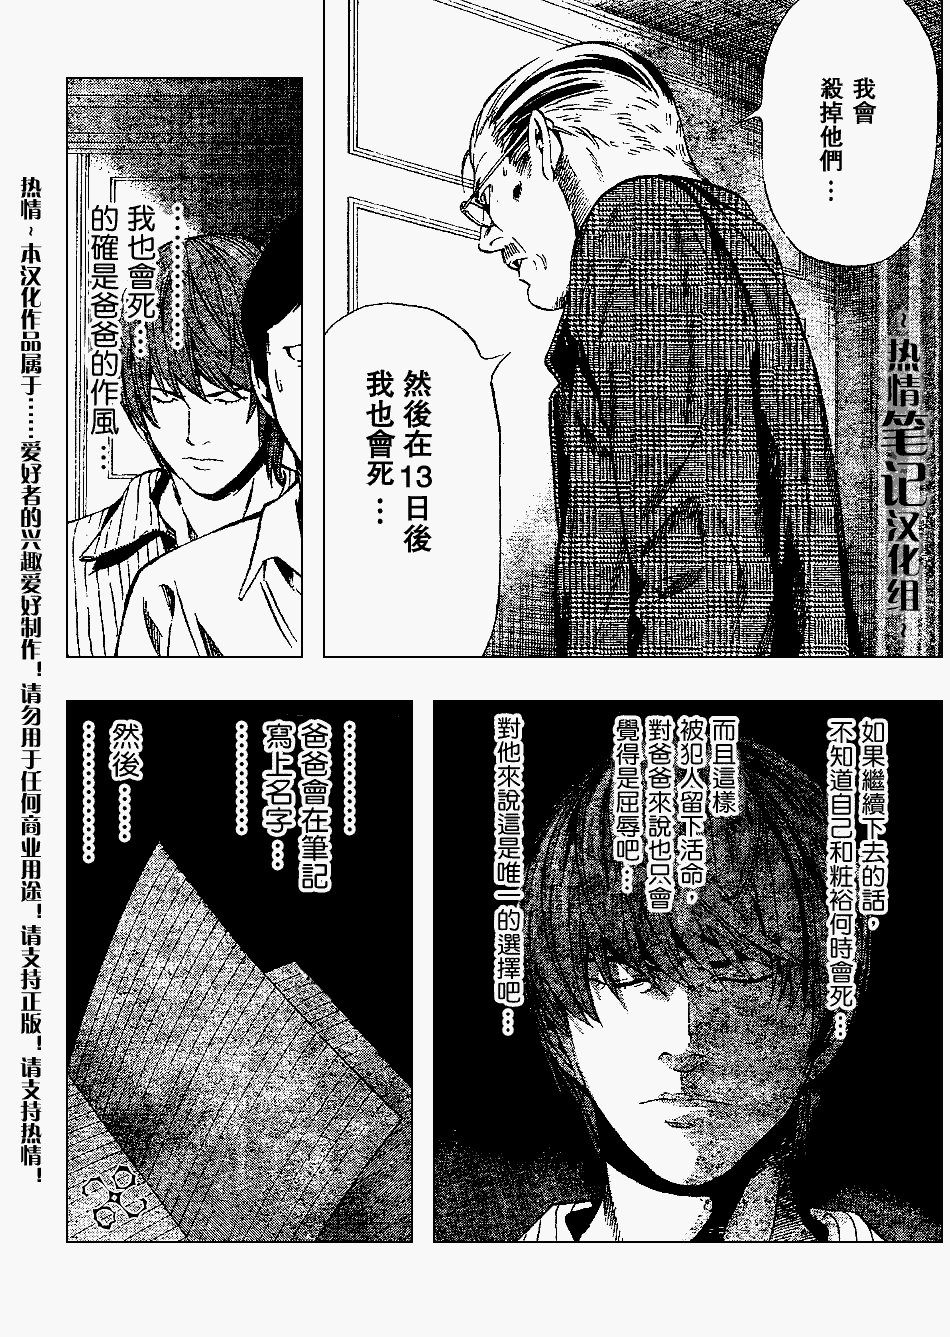 我會
殺掉他們…
然後在13日後
我也會死…
…………
我也會死…
的確是爸爸的作風…
如果繼續下去的話，
不知道自己和粧裕何時會死…
而且這樣
被犯人留下活命，
對爸爸來說也只會
覺得是屈辱吧…
對他來說這是唯一的選擇吧…
…………
爸爸會在筆記
寫上名字…
…………
然後……
…………
~热情笔记汉化组~
热情~本汉化作品属于……爱好者的兴趣爱好制作！请勿用于任何商业用途！请支持正版！请支持热情！